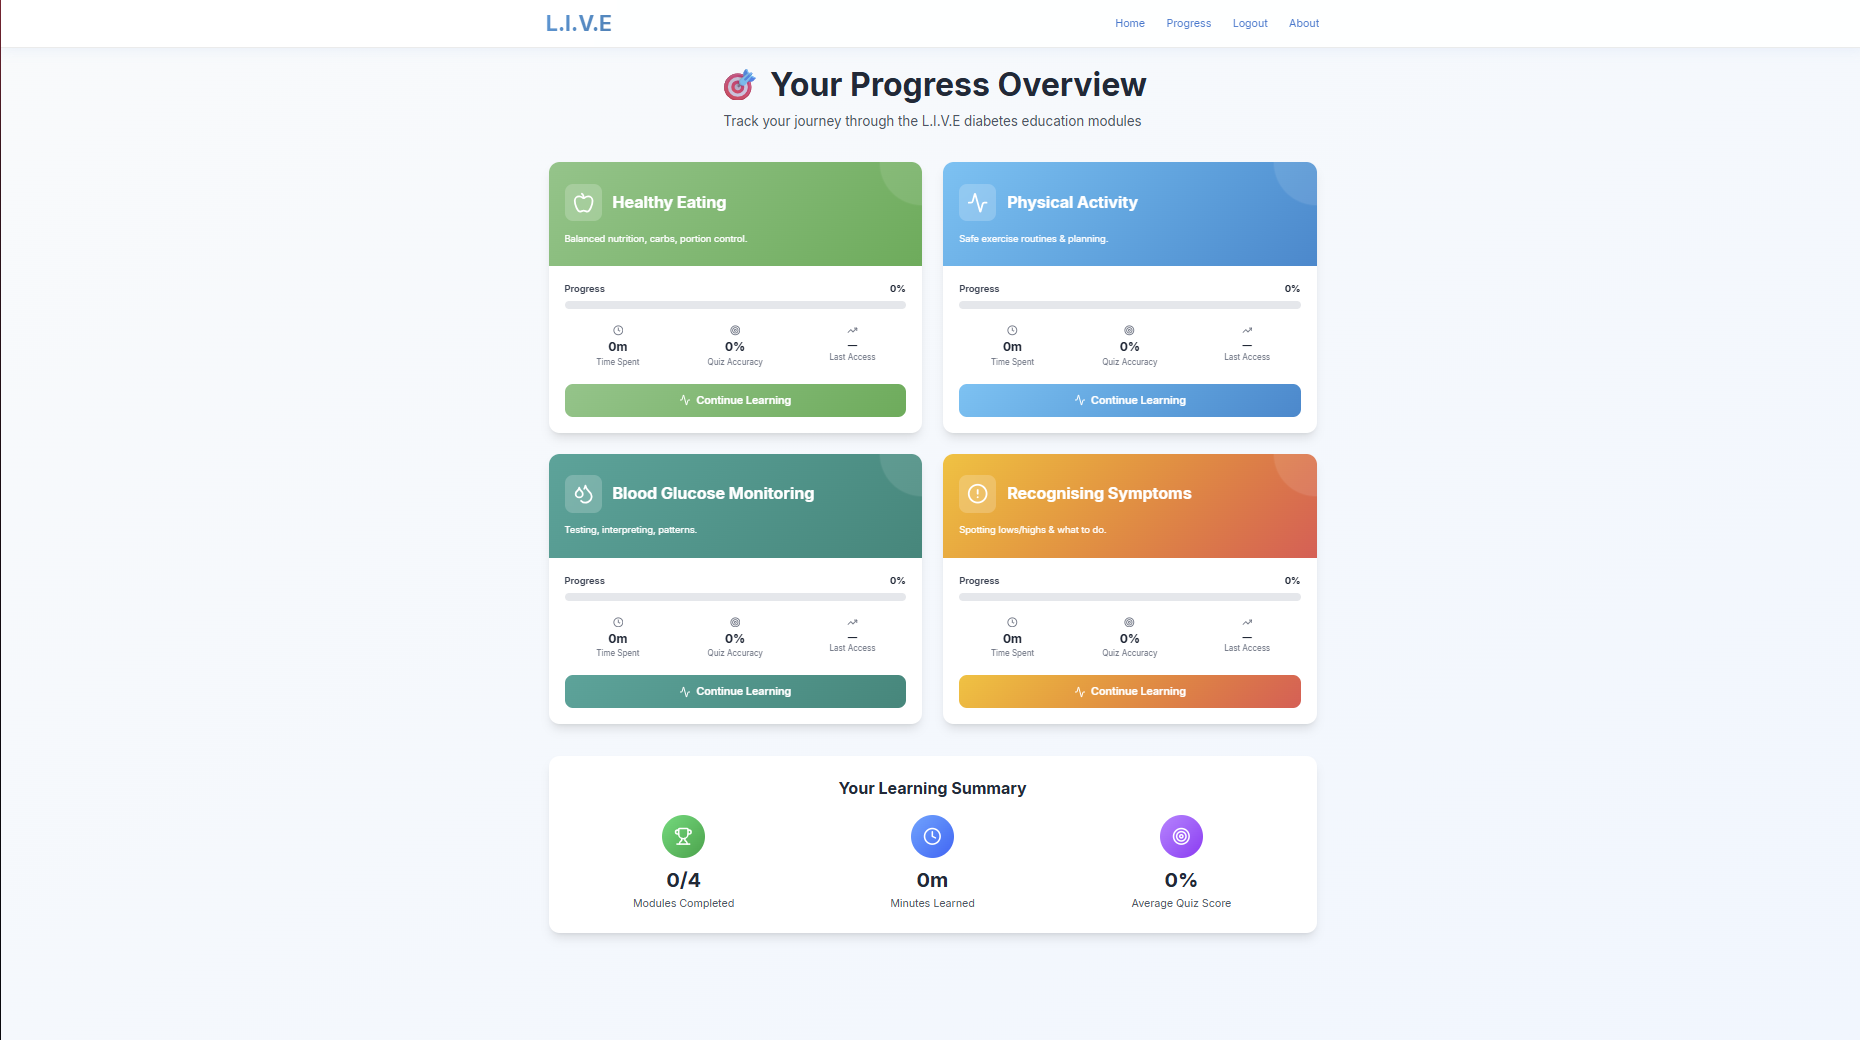 L.I.V.E
Home Progress Logout About
Your Progress Overview
Track your journey through the L.I.V.E diabetes education modules
Healthy Eating
Balanced nutrition, carbs, portion control.
Progress 0%
0m 0% —
Time Spent Quiz Accuracy Last Access
Continue Learning
Physical Activity
Safe exercise routines & planning.
Progress 0%
0m 0% —
Time Spent Quiz Accuracy Last Access
Continue Learning
Blood Glucose Monitoring
Testing, interpreting, patterns.
Progress 0%
0m 0% —
Time Spent Quiz Accuracy Last Access
Continue Learning
Recognising Symptoms
Spotting lows/highs & what to do.
Progress 0%
0m 0% —
Time Spent Quiz Accuracy Last Access
Continue Learning
Your Learning Summary
0/4 0m 0%
Modules Completed Minutes Learned Average Quiz Score